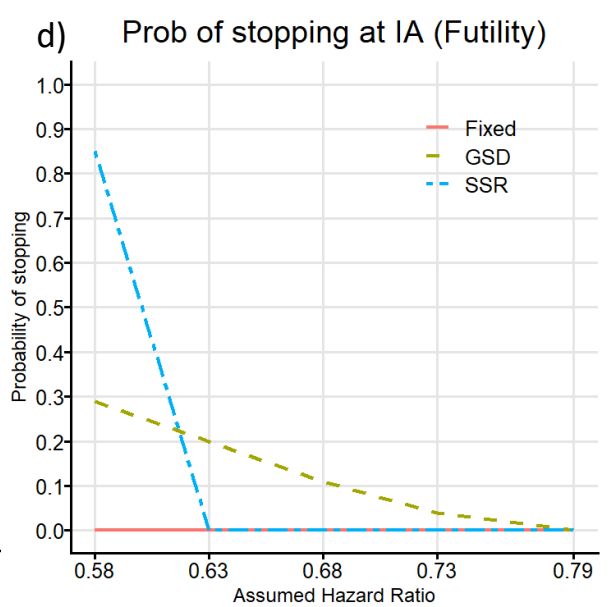 d) Prob of stopping at IA (Futility)
1.0
0.9
0.8
0.7
0.6
0.5
0.4
0.3
0.2
0.1
0.0
Probability of stopping
Fixed
GSD
SSR
0.58 0.63 0.68 0.73 0.79
Assumed Hazard Ratio